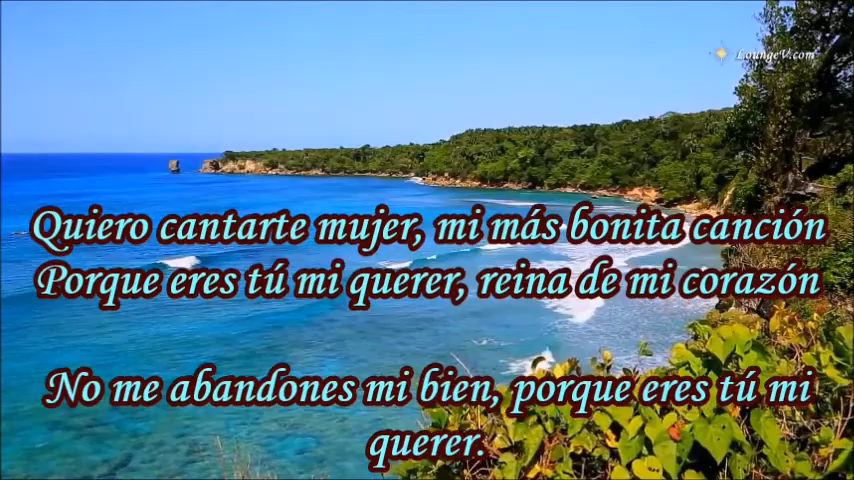 LoungeV.com
Quiero cantarte mujer, mi más bonita canción
Porque eres tú mi querer, reina de mi corazón
No me abandones mi bien, porque eres tú mi
querer.